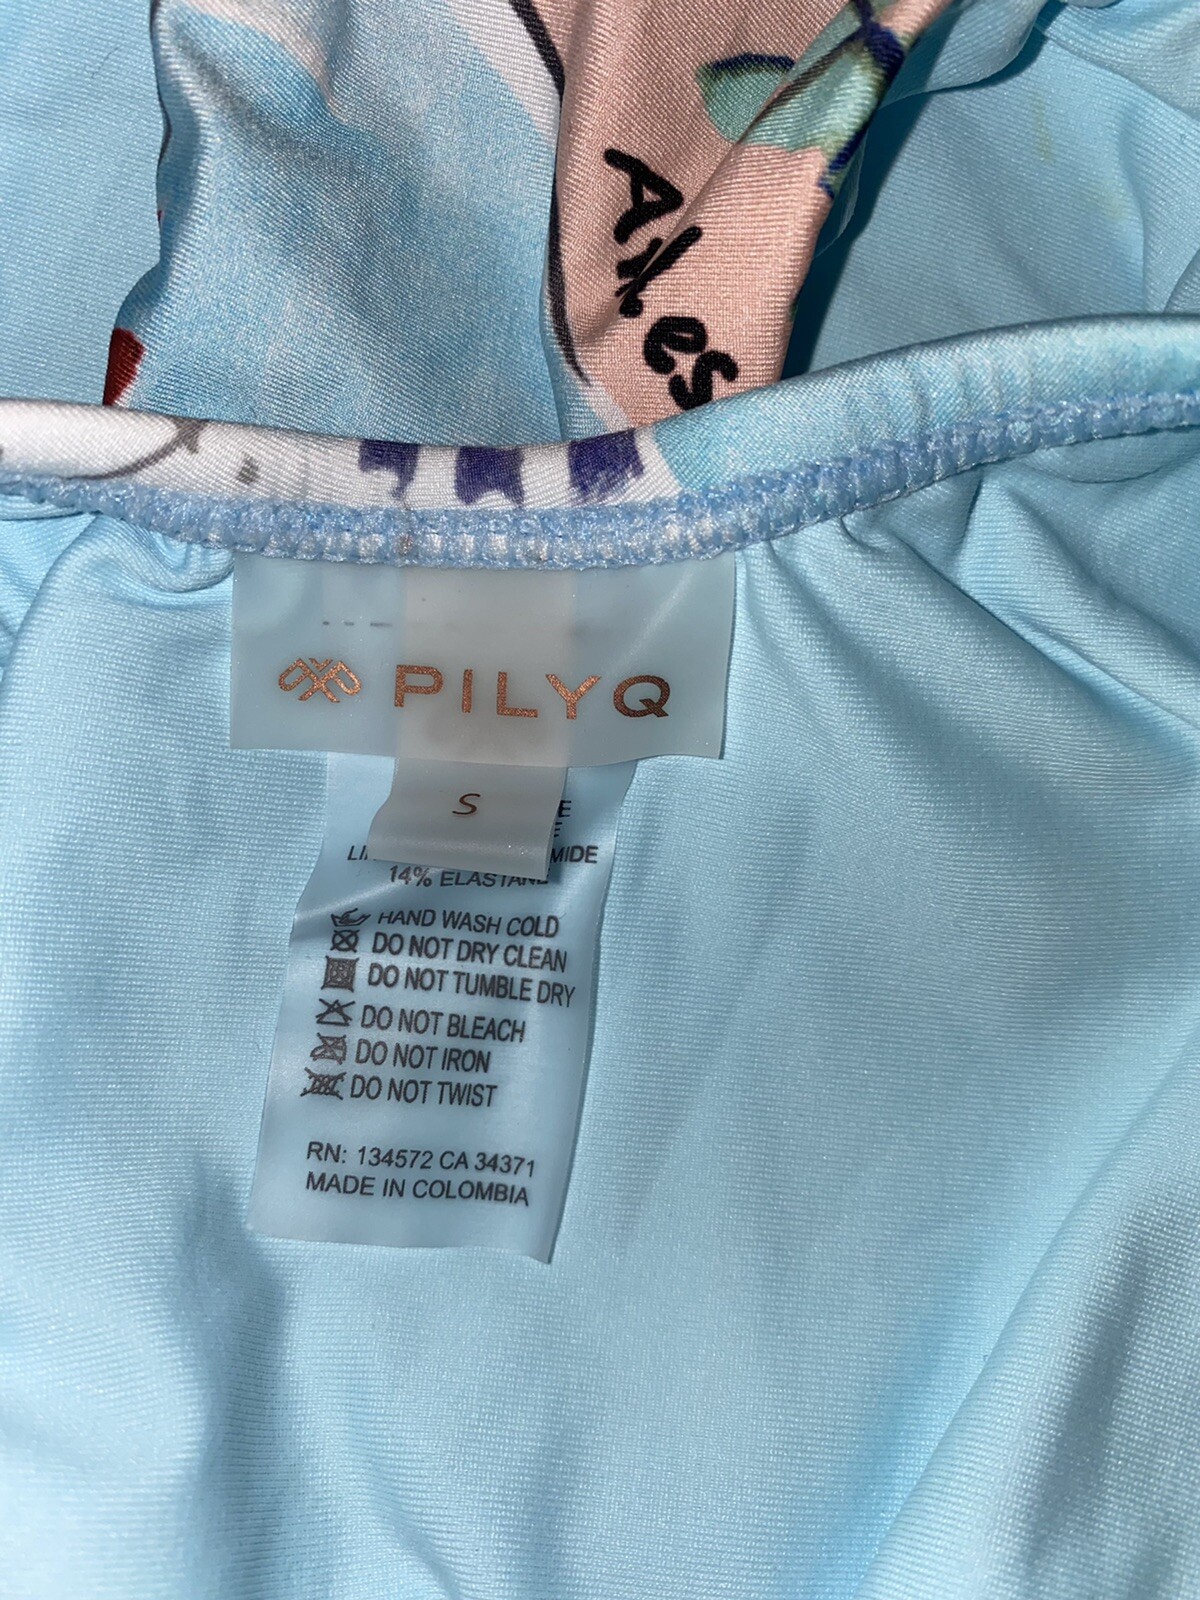 Ales
PILYQ
S
14%
HAND WASH COLD
DO NOT DRY CLEAN
DO NOT TUMBLE DRY
DO NOT BLEACH
DO NOT IRON
DO NOT TWIST
RN: 134572 CA 34371
MADE IN COLOMBIA